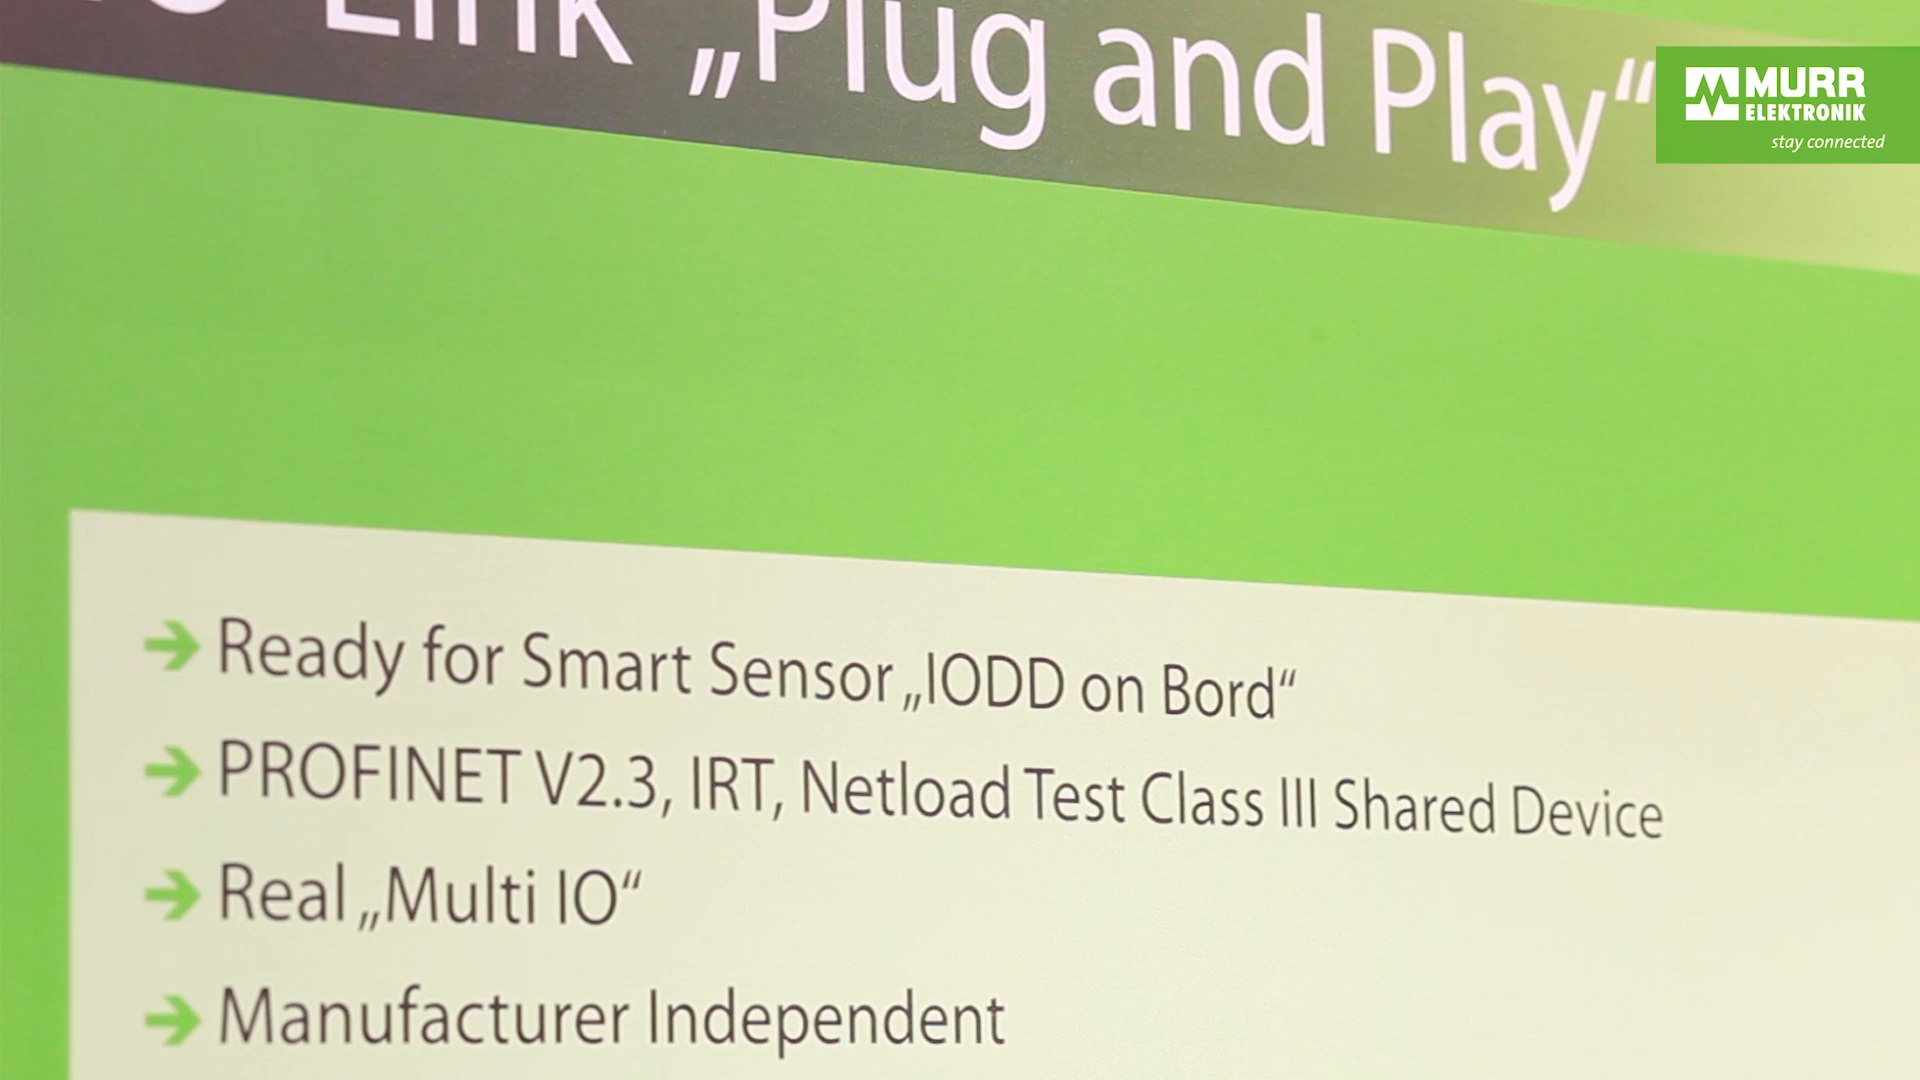 Link „Plug and Play“
MURR
ELEKTRONIK
stay connected
Ready for Smart Sensor „IODD on Bord“
PROFINET V2.3, IRT, Netload Test Class III Shared Device
Real „Multi IO“
Manufacturer Independent